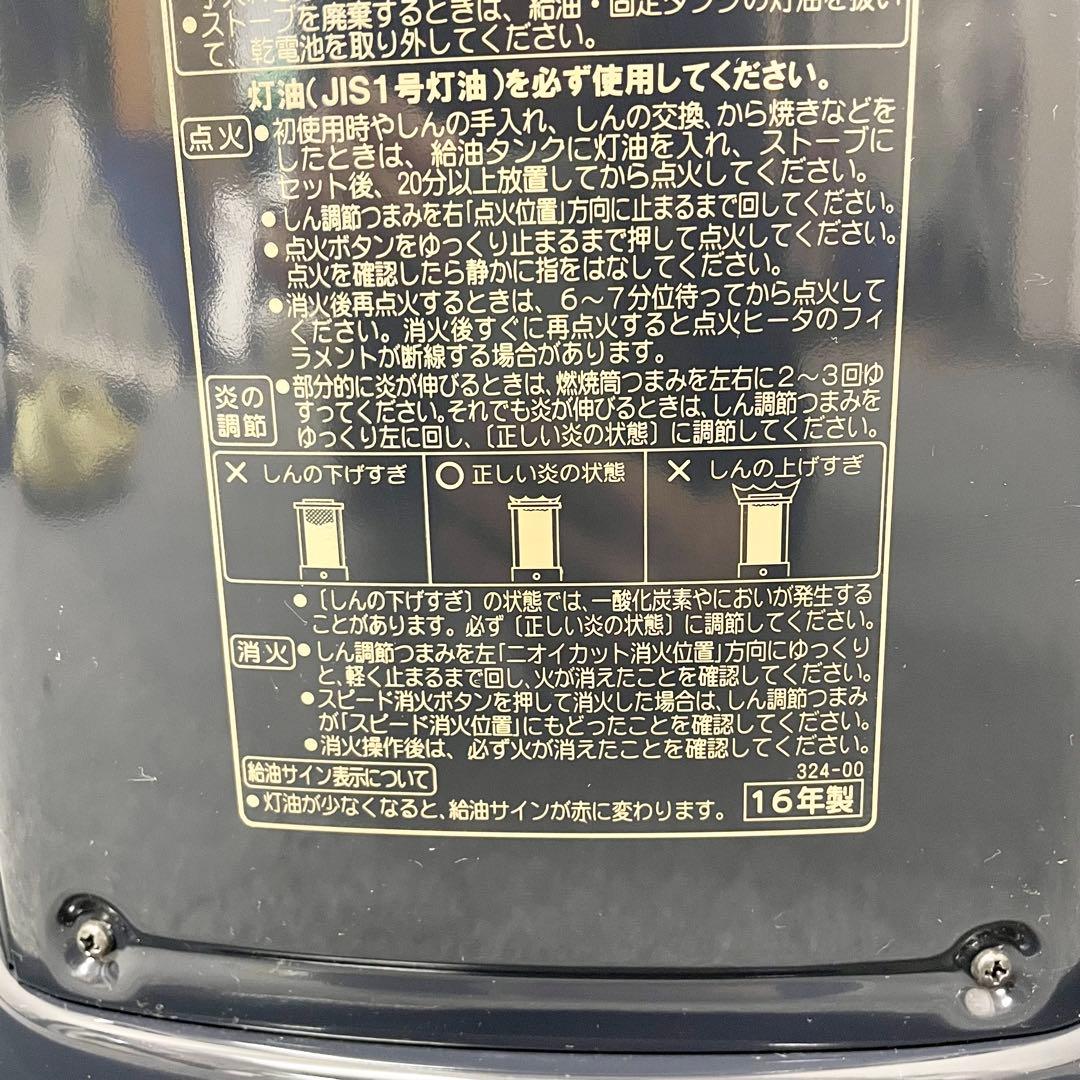 ●ストーブを廃棄するときは、給油・固定タンクの灯油を抜い
て、乾電池を取り外してください。
灯油(JIS1号灯油)を必ず使用してください。
点火 ●初使用時やしんの手入れ、しんの交換、から焼きなどを
したときは、給油タンクに灯油を入れ、ストーブに
セット後、20分以上放置してから点火してください。
●しん調節つまみを右「点火位置」方向に止まるまで回してください。
●点火ボタンをゆっくり止まるまで押して点火してください。
点火を確認したら静かに指をはなしてください。
●消火後再点火するときは、6〜7分位待ってから点火して
ください。消火後すぐに再点火すると点火ヒータのフィ
ラメントが断線する場合があります。
炎の調節 ●部分的に炎が伸びるときは、燃焼筒つまみを左右に2〜3回ゆ
すってください。それでも炎が伸びるときは、しん調節つまみを
ゆっくり左に回し、〔正しい炎の状態〕に調節してください。
× しんの下げすぎ ○ 正しい炎の状態 × しんの上げすぎ
●〔しんの下げすぎ〕の状態では、一酸化炭素やにおいが発生する
ことがあります。必ず〔正しい炎の状態〕に調節してください。
消火 ●しん調節つまみを左「ニオイカット消火位置」方向にゆっくり
と、軽く止まるまで回し、火が消えたことを確認してください。
●スピード消火ボタンを押して消火した場合は、しん調節つまみ
が「スピード消火位置」にもどったことを確認してください。
●消火操作後は、必ず火が消えたことを確認してください。
給油サイン表示について
324-00
●灯油が少なくなると、給油サインが赤に変わります。
16年製